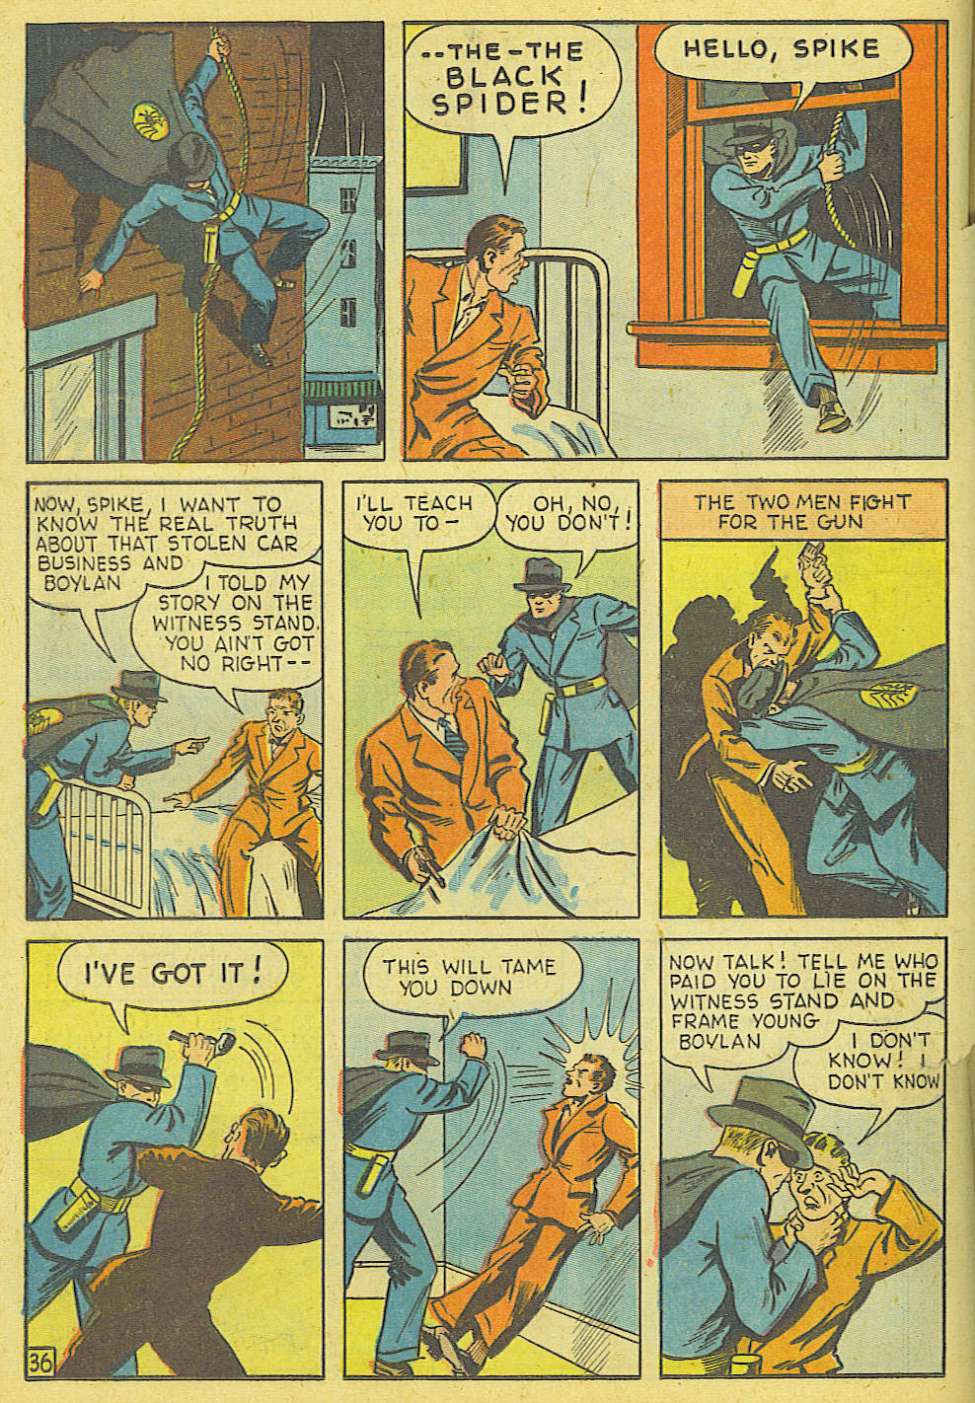 --THE-THE
BLACK
SPIDER!
HELLO, SPIKE
NOW, SPIKE, I WANT TO
KNOW THE REAL TRUTH
ABOUT THAT STOLEN CAR
BUSINESS AND
BOYLAN
I TOLD MY
STORY ON THE
WITNESS STAND.
YOU AIN'T GOT
NO RIGHT--
I'LL TEACH
YOU TO-
OH, NO,
YOU DON'T!
THE TWO MEN FIGHT
FOR THE GUN
I'VE GOT IT!
THIS WILL TAME
YOU DOWN
NOW TALK! TELL ME WHO
PAID YOU TO LIE ON THE
WITNESS STAND AND
FRAME YOUNG
BOYLAN
I DON'T
KNOW! I
DON'T KNOW
36